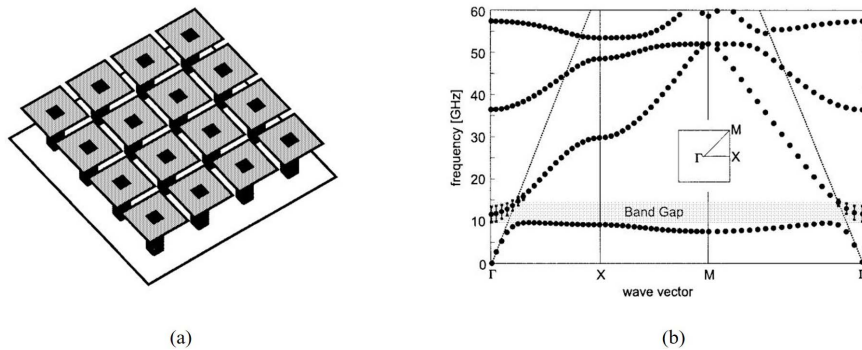 60
50
40
30
20
10
0
frequency [GHz]
M
Γ
X
Band Gap
Γ
X
M
wave vector
(a)
(b)